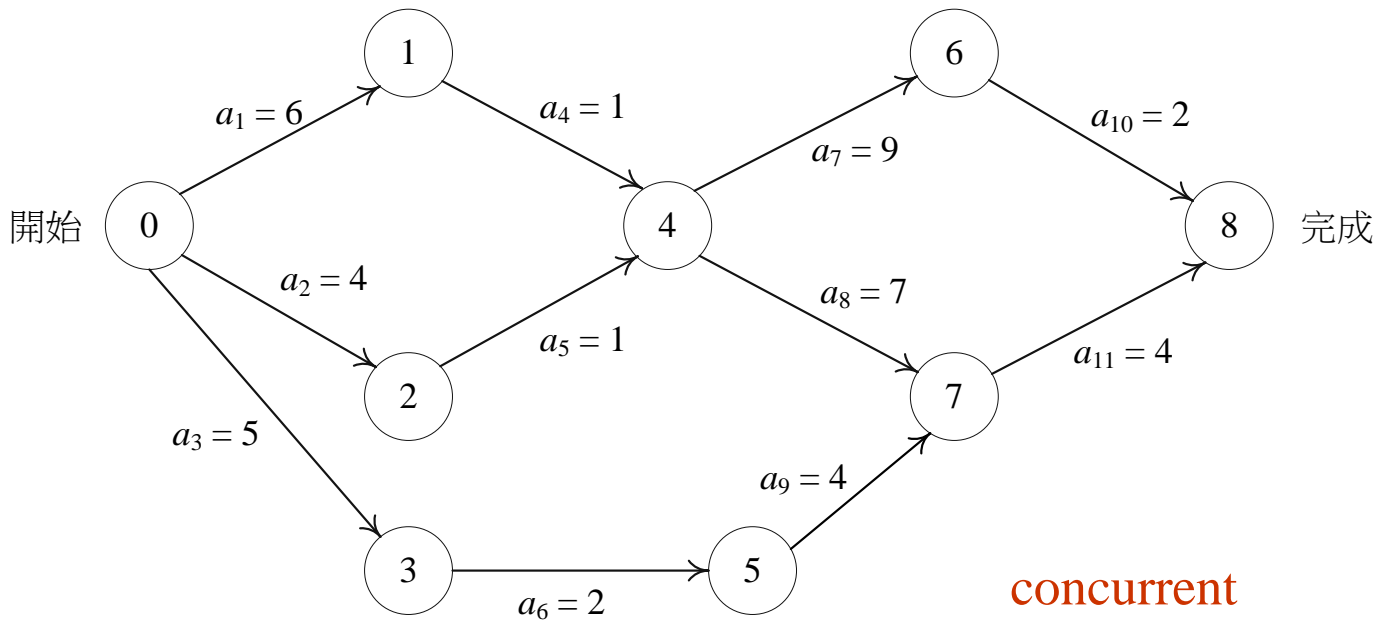 1
6
a₁ = 6
a₄ = 1
a₇ = 9
a₁₀ = 2
開始
0
4
8
完成
a₂ = 4
a₅ = 1
a₈ = 7
a₁₁ = 4
2
7
a₃ = 5
a₉ = 4
3
5
a₆ = 2
concurrent